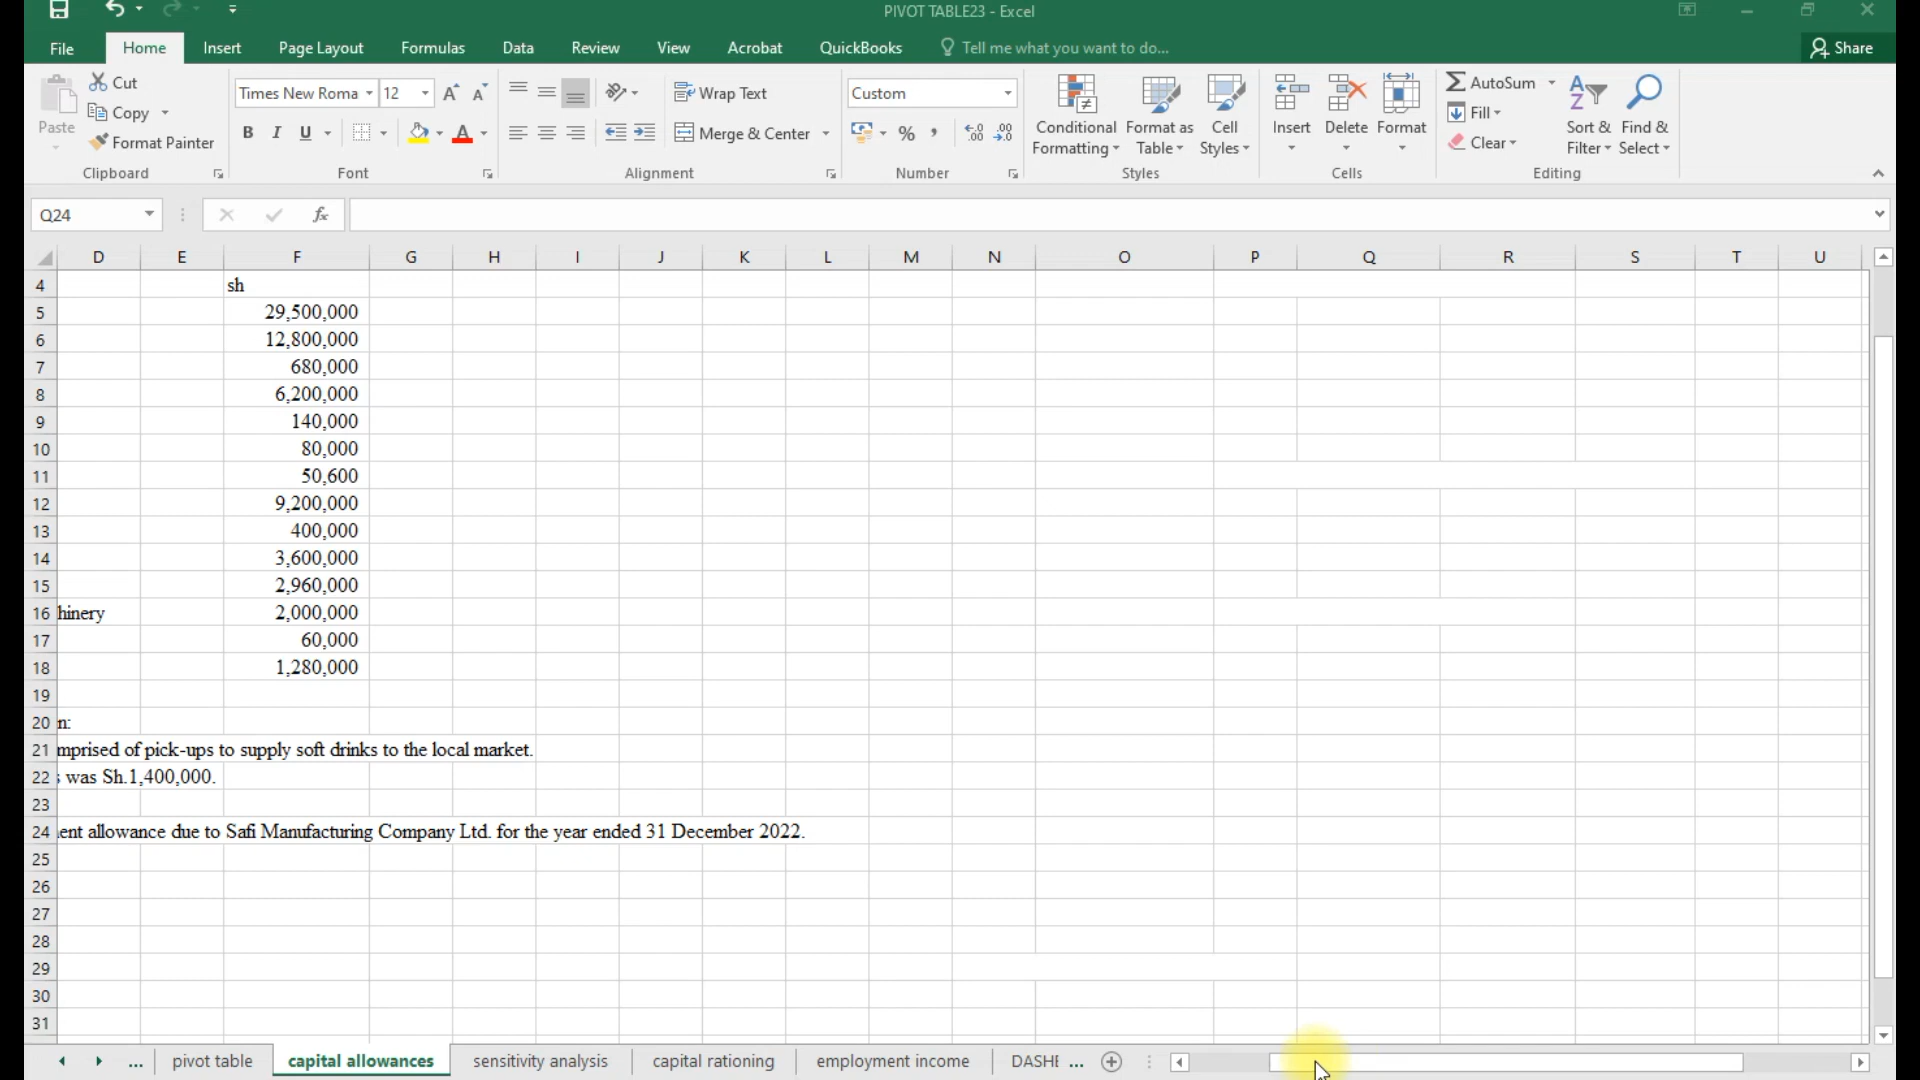 PIVOT TABLE23 - Excel
File Home Insert Page Layout Formulas Data Review View Acrobat QuickBooks Tell me what you want to do... Share
Paste
Cut
Copy
Format Painter
Clipboard
Times New Roma 12
B I U
Font
Wrap Text
Merge & Center
Alignment
Custom
% ,
Number
Conditional
Formatting
Format as
Table
Cell
Styles
Styles
Insert Delete Format
Cells
AutoSum
Fill
Clear
Sort &
Filter
Find &
Select
Editing
Q24 fx
D E F G H I J K L M N O P Q R S T U
4 sh
5 29,500,000
6 12,800,000
7 680,000
8 6,200,000
9 140,000
10 80,000
11 50,600
12 9,200,000
13 400,000
14 3,600,000
15 2,960,000
16 hinery 2,000,000
17 60,000
18 1,280,000
19
20 n:
21 mprised of pick-ups to supply soft drinks to the local market.
22 s was Sh.1,400,000.
23
24 ent allowance due to Safi Manufacturing Company Ltd. for the year ended 31 December 2022.
25
26
27
28
29
30
31
... pivot table capital allowances sensitivity analysis capital rationing employment income DASHE ...